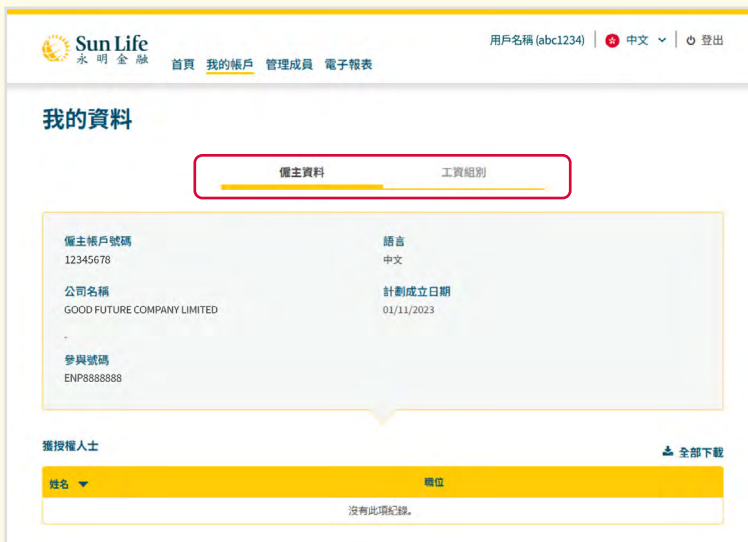 Sun Life
永明金融
用戶名稱 (abc1234) 中文 登出
首頁 我的帳戶 管理成員 電子報表
我的資料
僱主資料 工資組別
僱主帳戶號碼 語言
12345678 中文
公司名稱 計劃成立日期
GOOD FUTURE COMPANY LIMITED 01/11/2023
.
參與號碼
ENP8888888
獲授權人士 全部下載
姓名 職位
沒有此項紀錄。